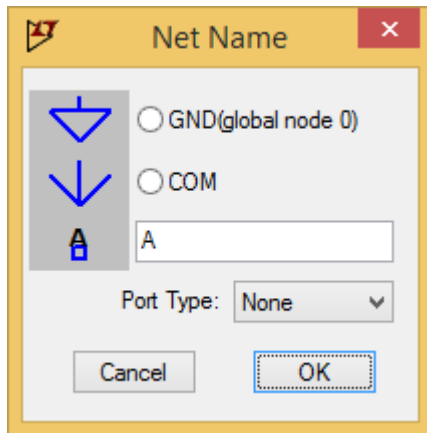 Net Name
GND(global node 0)
COM
A
A
Port Type: None
Cancel OK